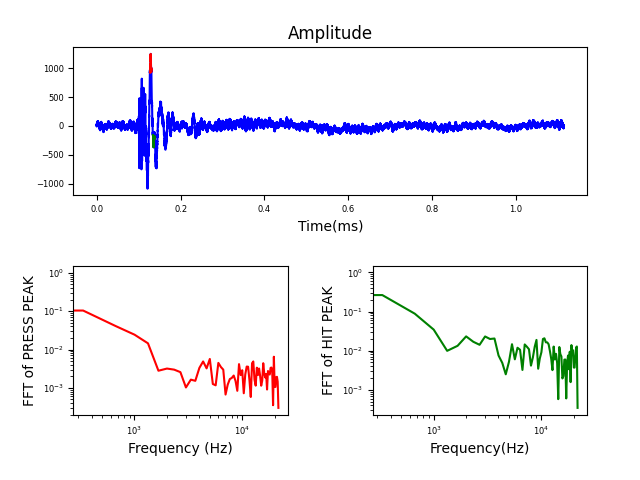 Amplitude
1000
500
0
−500
−1000
0.0 0.2 0.4 0.6 0.8 1.0
Time(ms)
FFT of PRESS PEAK
10⁰
10⁻¹
10⁻²
10⁻³
10³ 10⁴
Frequency (Hz)
FFT of HIT PEAK
10⁰
10⁻¹
10⁻²
10⁻³
10³ 10⁴
Frequency(Hz)